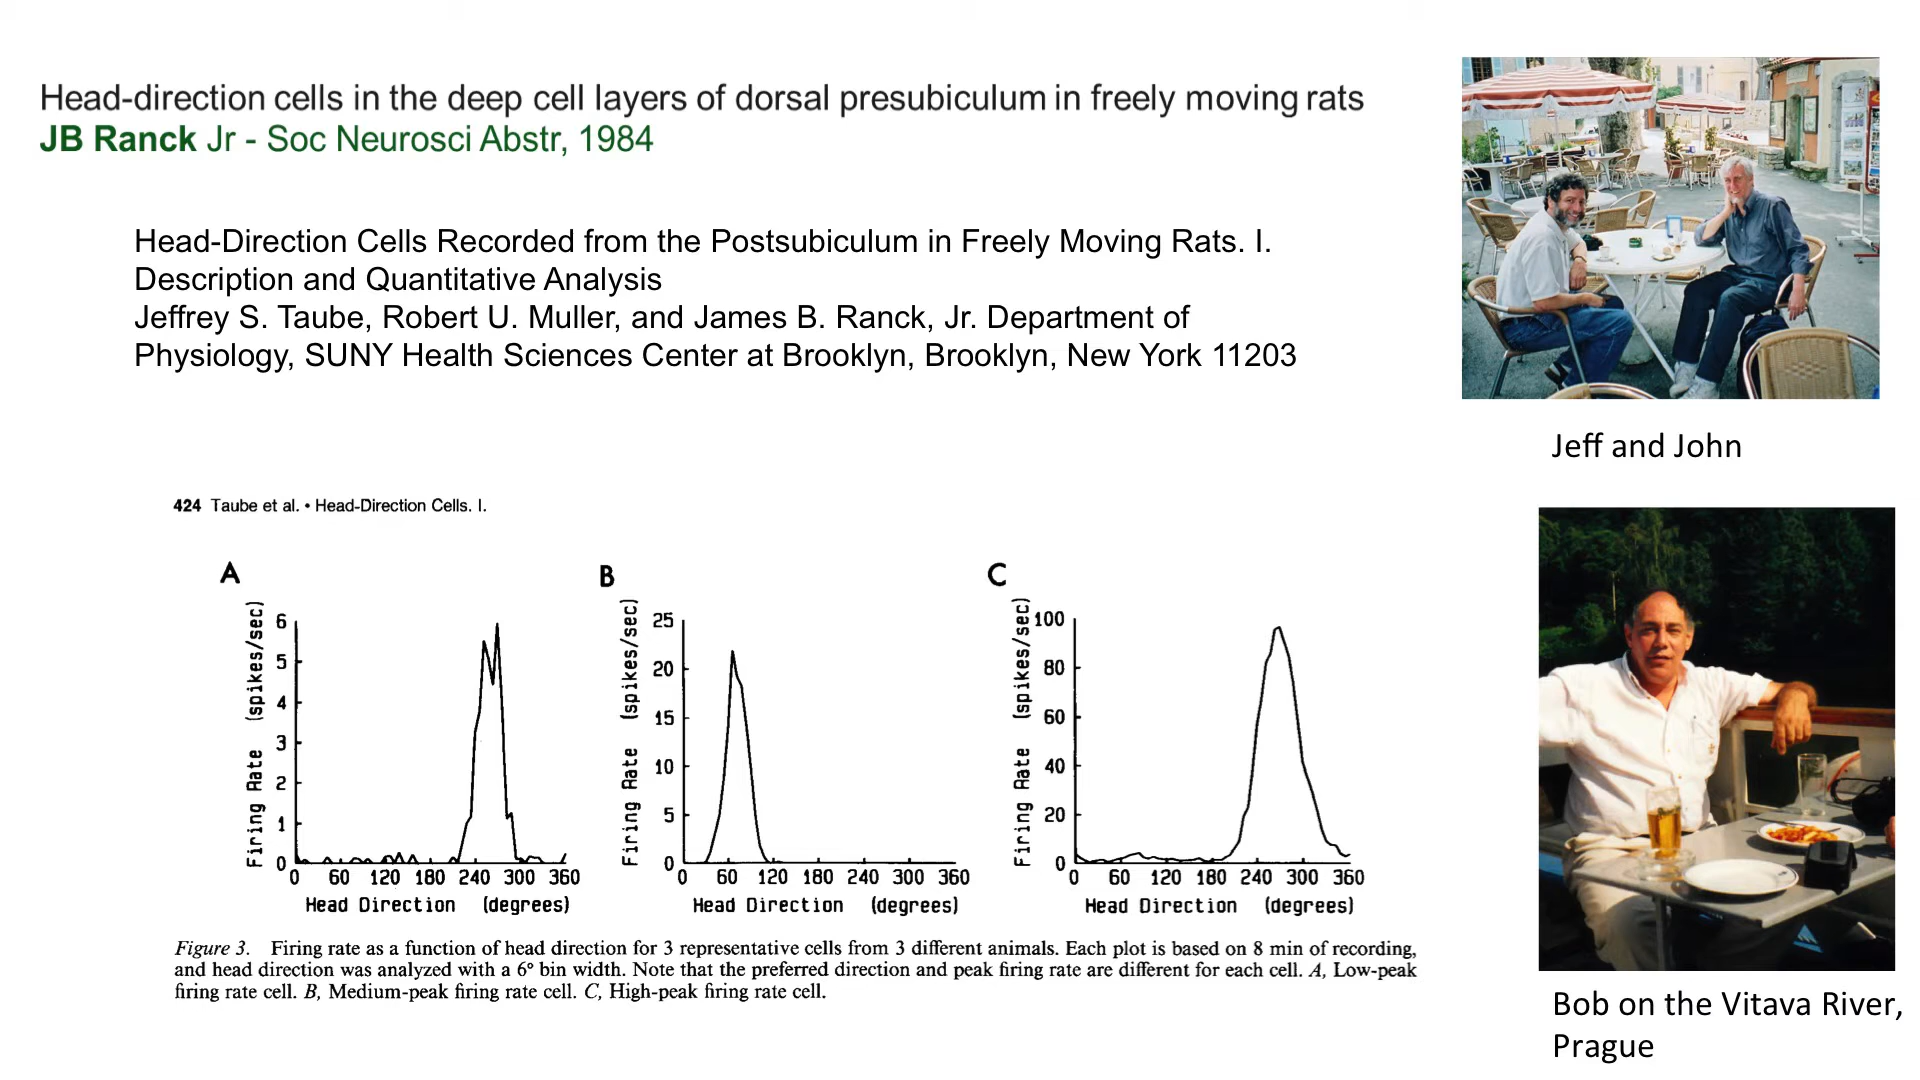 Head-direction cells in the deep cell layers of dorsal presubiculum in freely moving rats
JB Ranck Jr - Soc Neurosci Abstr, 1984
Head-Direction Cells Recorded from the Postsubiculum in Freely Moving Rats. I.
Description and Quantitative Analysis
Jeffrey S. Taube, Robert U. Muller, and James B. Ranck, Jr. Department of
Physiology, SUNY Health Sciences Center at Brooklyn, Brooklyn, New York 11203
Jeff and John
424 Taube et al. • Head-Direction Cells. I.
A
Firing Rate (spikes/sec)
6
5
4
3
2
1
0
0 60 120 180 240 300 360
Head Direction (degrees)
B
Firing Rate (spikes/sec)
25
20
15
10
5
0
0 60 120 180 240 300 360
Head Direction (degrees)
C
Firing Rate (spikes/sec)
100
80
60
40
20
0
0 60 120 180 240 300 360
Head Direction (degrees)
Figure 3. Firing rate as a function of head direction for 3 representative cells from 3 different animals. Each plot is based on 8 min of recording,
and head direction was analyzed with a 6° bin width. Note that the preferred direction and peak firing rate are different for each cell. A, Low-peak
firing rate cell. B, Medium-peak firing rate cell. C, High-peak firing rate cell.
Bob on the Vitava River,
Prague